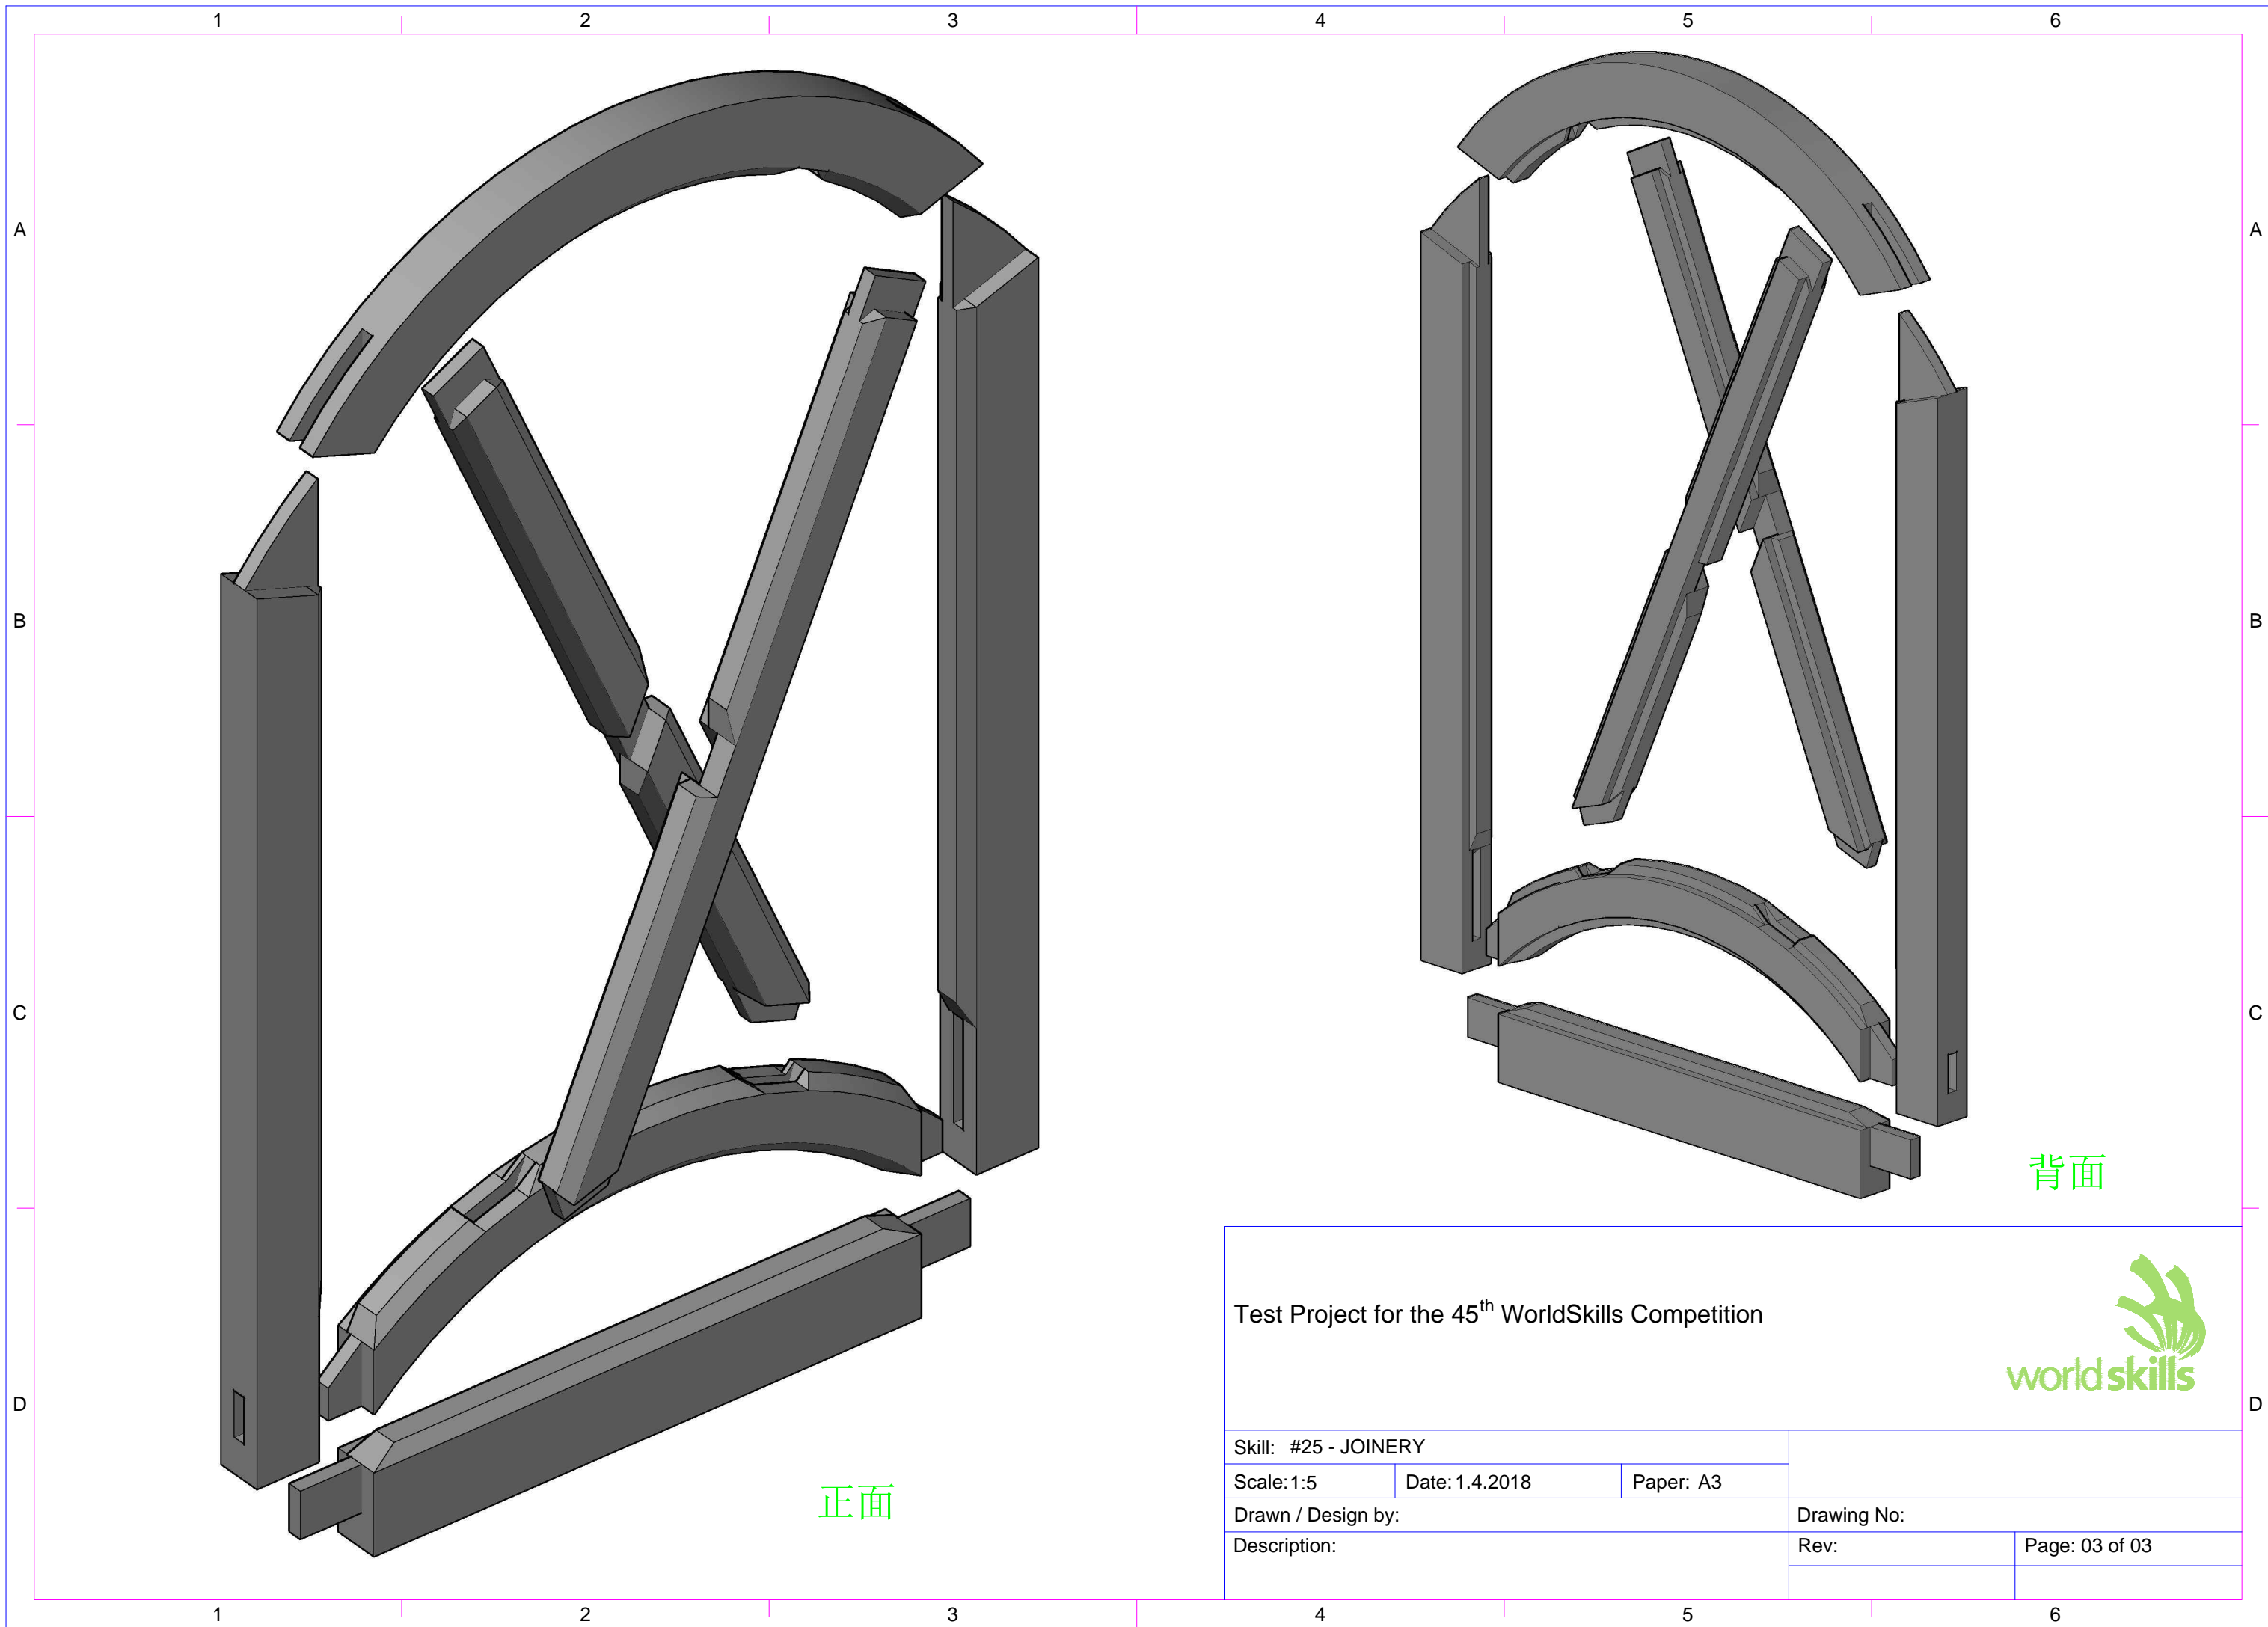 1 2 3 4 5 6
A A
B B
C C
D D
背面
正面
Test Project for the 45th WorldSkills Competition
worldskills
Skill: #25 - JOINERY
Scale:1:5 Date:1.4.2018 Paper: A3
Drawn / Design by: Drawing No:
Description: Rev: Page: 03 of 03
1 2 3 4 5 6